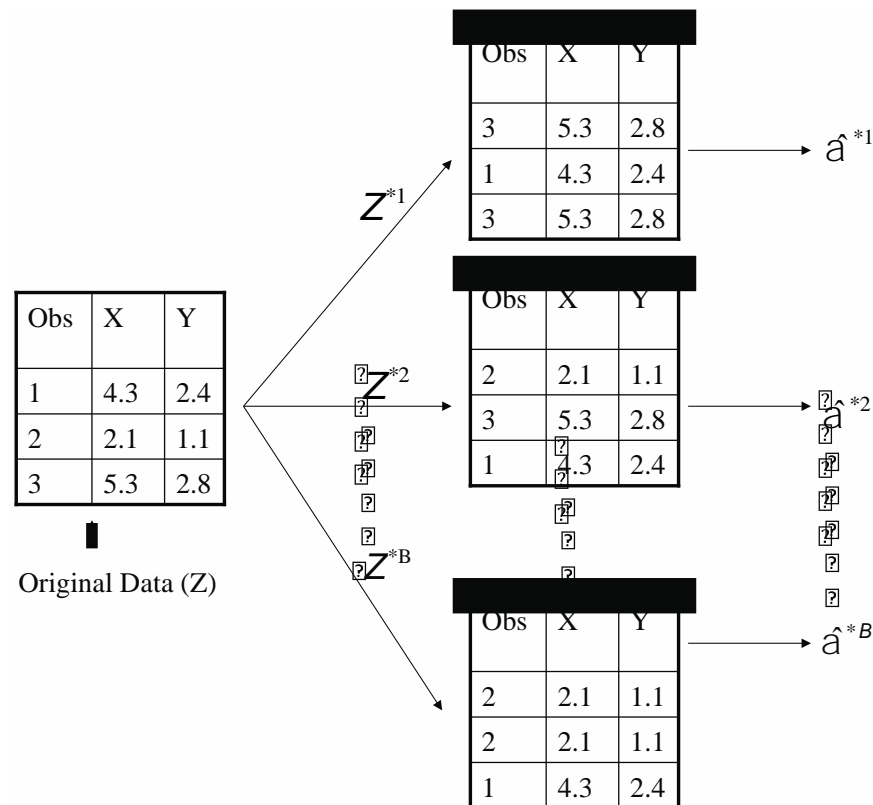 Obs X Y
3 5.3 2.8
1 4.3 2.4
3 5.3 2.8
â*1
Z*1
Obs X Y
1 4.3 2.4
2 2.1 1.1
3 5.3 2.8
Original Data (Z)
Z*2
Obs X Y
2 2.1 1.1
3 5.3 2.8
1 4.3 2.4
â*2
Z*B
Obs X Y
2 2.1 1.1
2 2.1 1.1
1 4.3 2.4
â*B